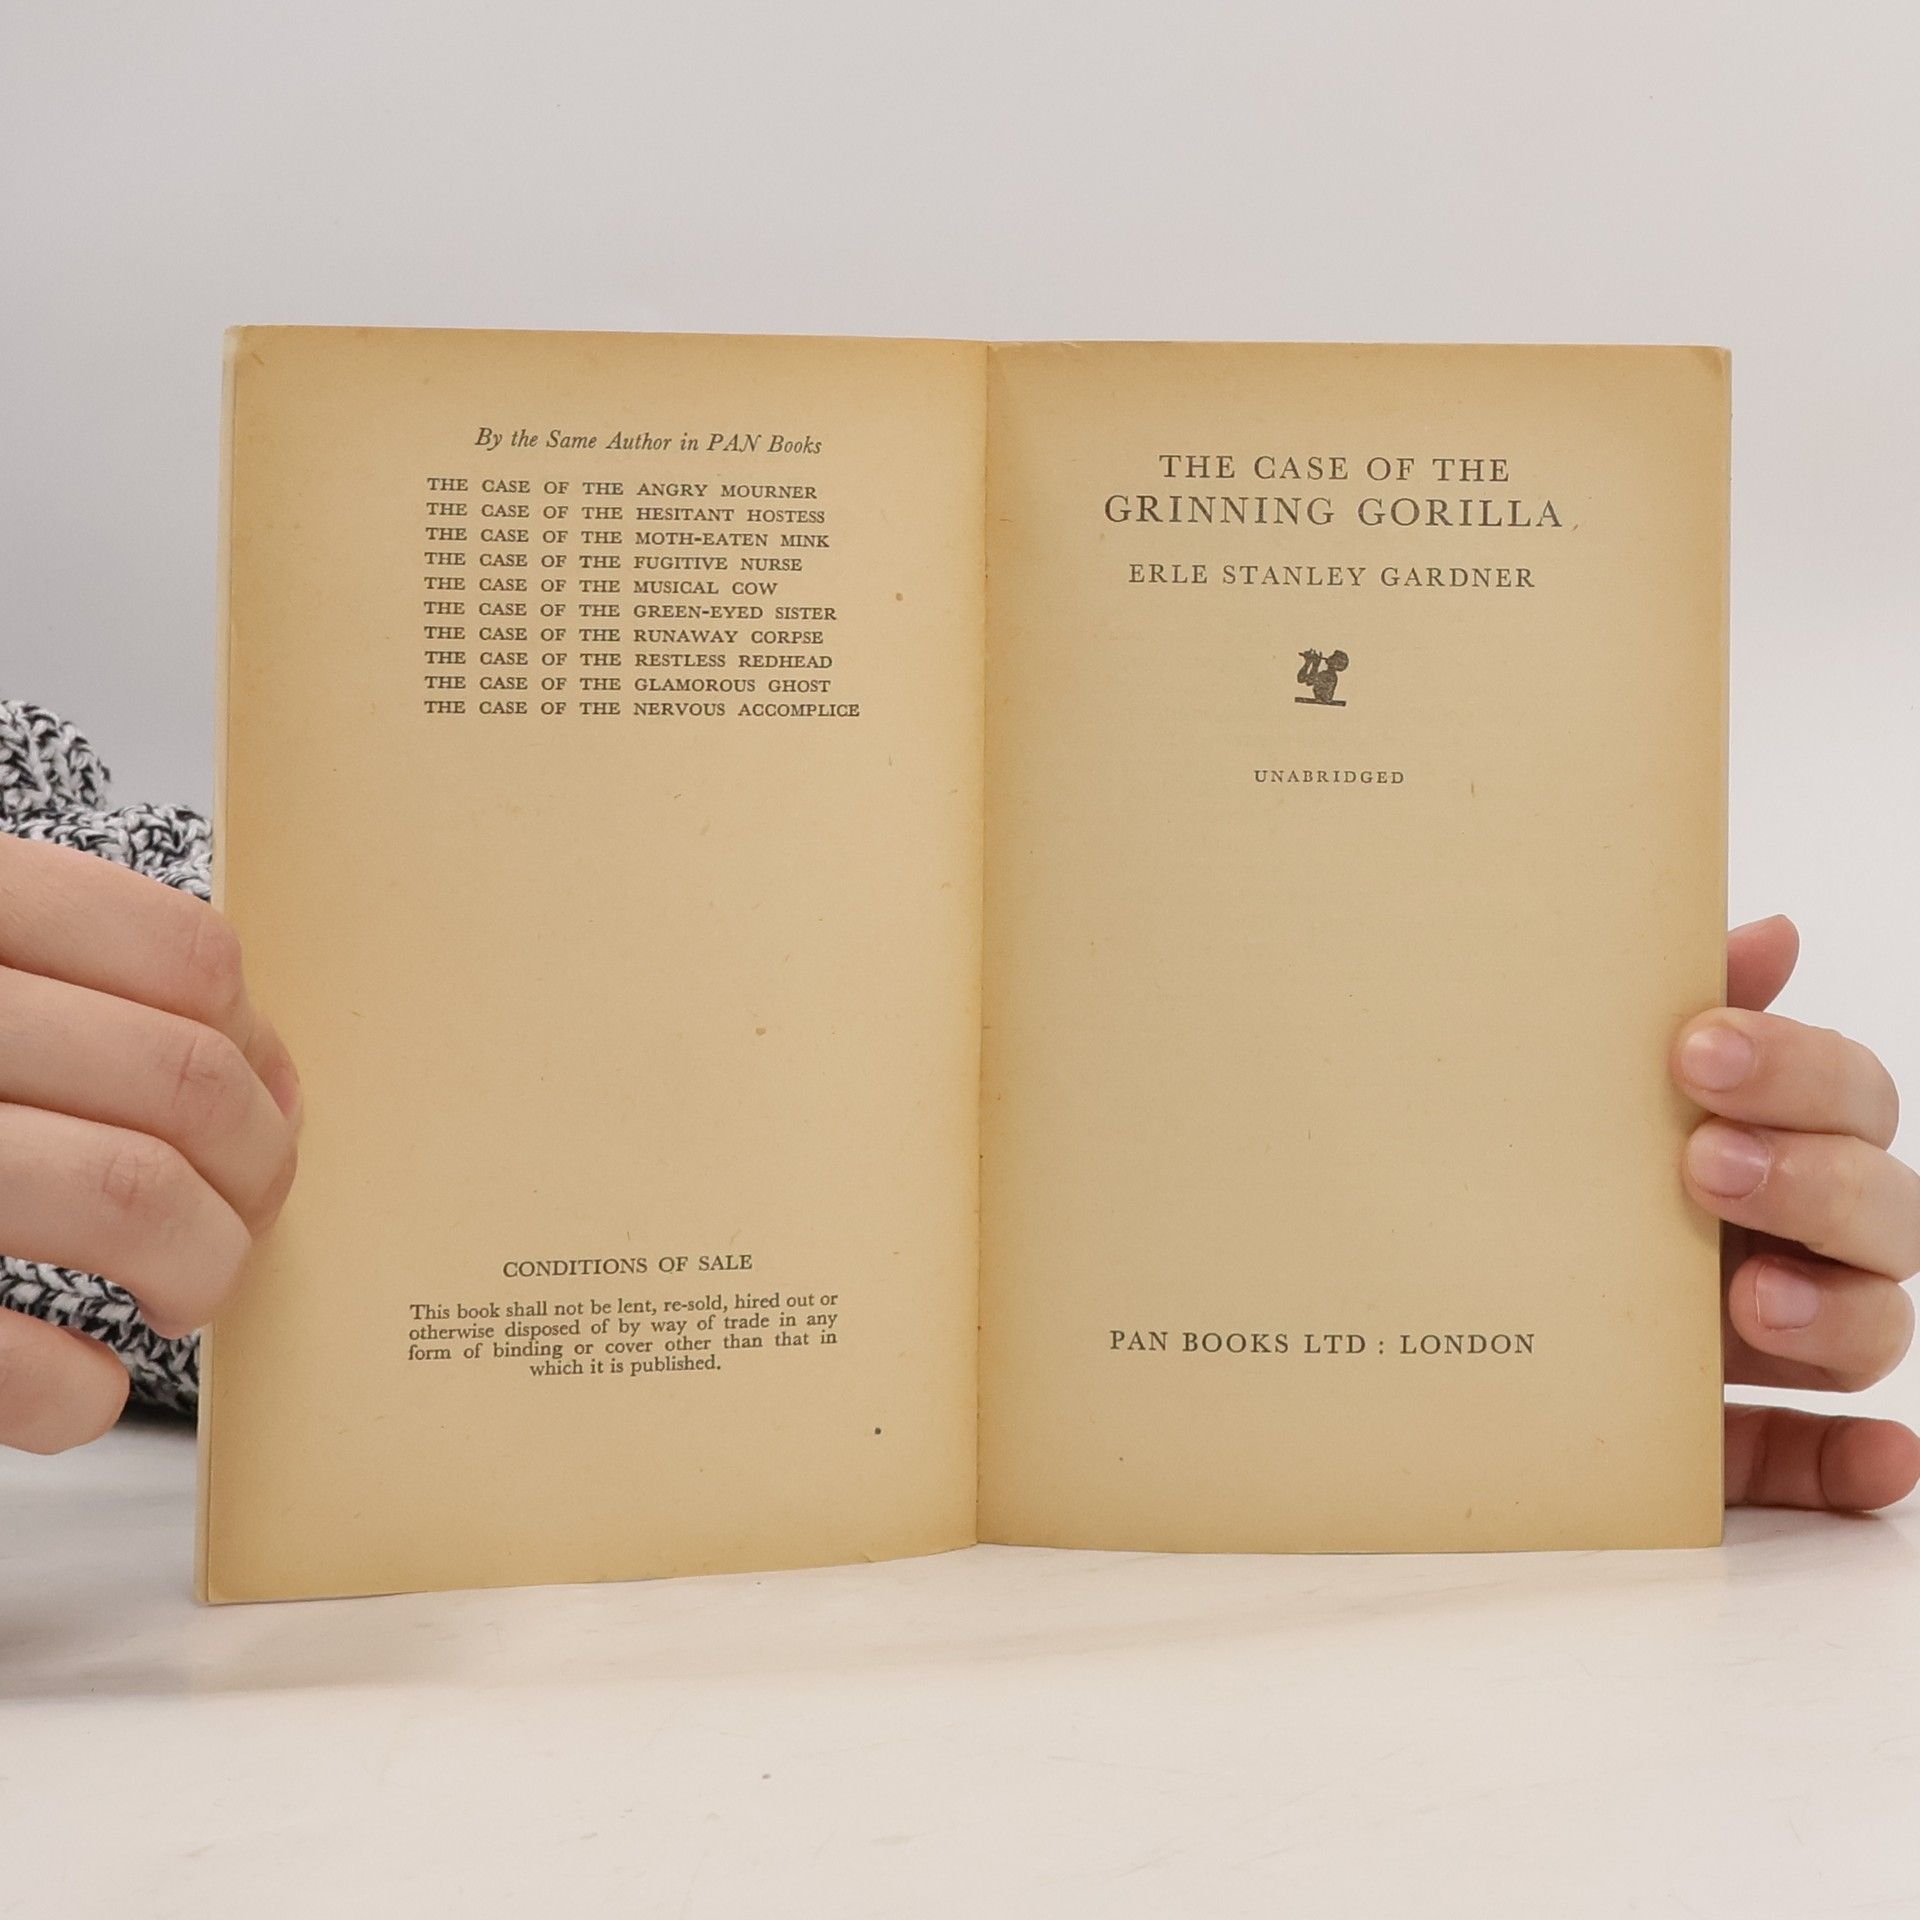 By the Same Author in PAN Books
THE CASE OF THE ANGRY MOURNER
THE CASE OF THE HESITANT HOSTESS
THE CASE OF THE MOTH-EATEN MINK
THE CASE OF THE FUGITIVE NURSE
THE CASE OF THE MUSICAL COW
THE CASE OF THE GREEN-EYED SISTER
THE CASE OF THE RUNAWAY CORPSE
THE CASE OF THE RESTLESS REDHEAD
THE CASE OF THE GLAMOROUS GHOST
THE CASE OF THE NERVOUS ACCOMPLICE
CONDITIONS OF SALE
This book shall not be lent, re-sold, hired out or
otherwise disposed of by way of trade in any
form of binding or cover other than that in
which it is published.
THE CASE OF THE
GRINNING GORILLA
ERLE STANLEY GARDNER
UNABRIDGED
PAN BOOKS LTD : LONDON